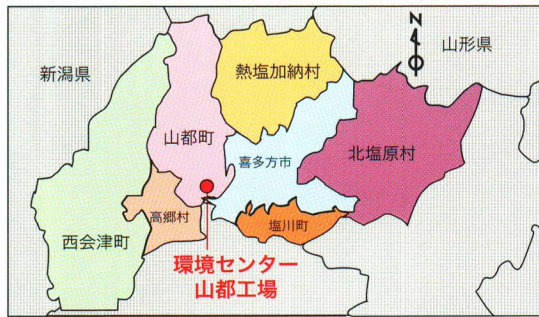 N
山形県
新潟県
熱塩加納村
山都町
喜多方市
北塩原村
高郷村
塩川町
西会津町
環境センター
山都工場